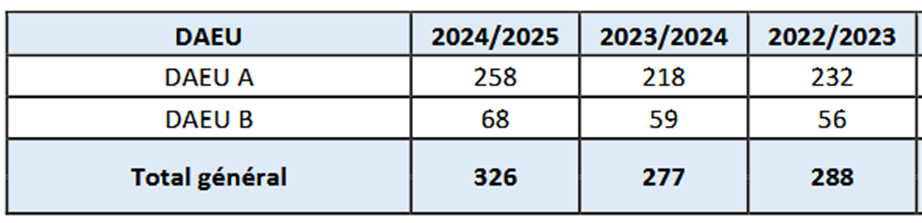 DAEU 2024/2025 2023/2024 2022/2023
DAEU A 258 218 232
DAEU B 68 59 56
Total général 326 277 288